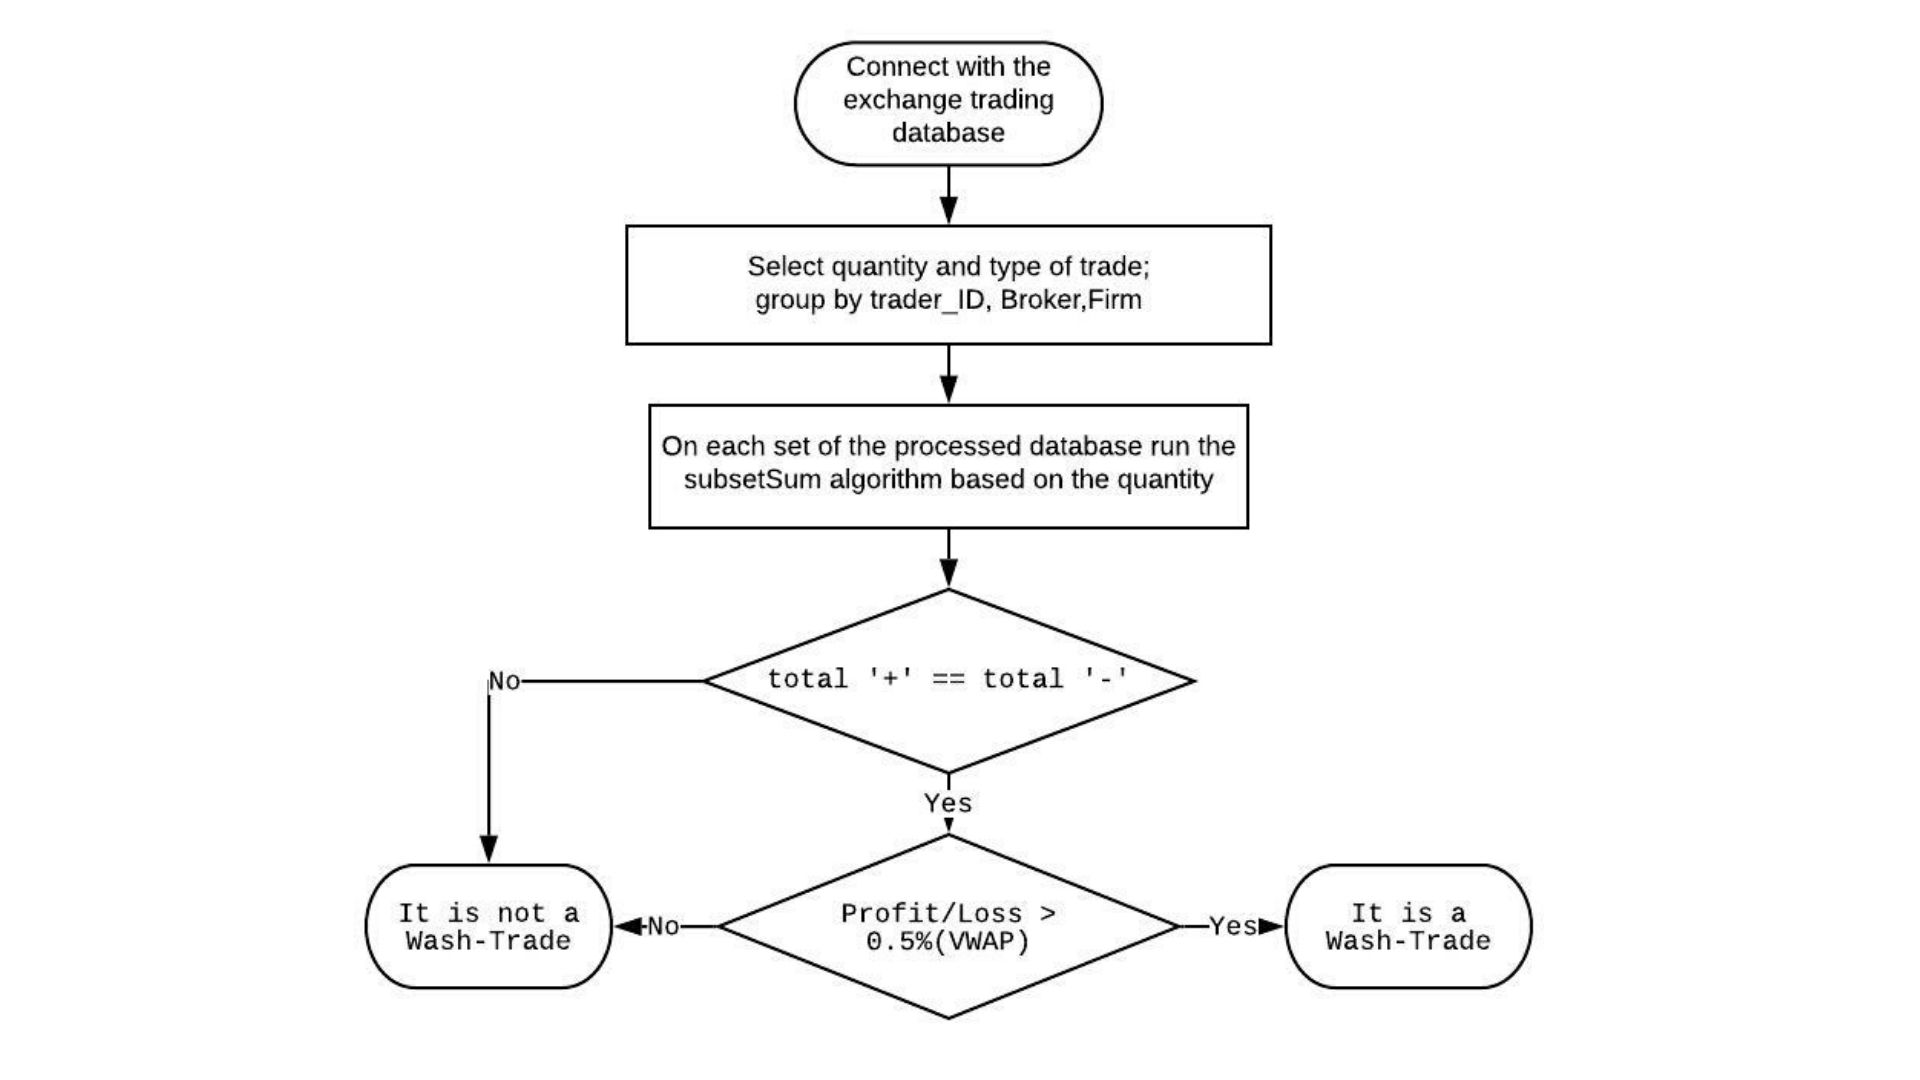 Connect with the
exchange trading
database
Select quantity and type of trade;
group by trader_ID, Broker,Firm
On each set of the processed database run the
subsetSum algorithm based on the quantity
total '+' == total '-'
No
Yes
It is not a
Wash-Trade
No
Profit/Loss >
0.5%(VWAP)
Yes
It is a
Wash-Trade